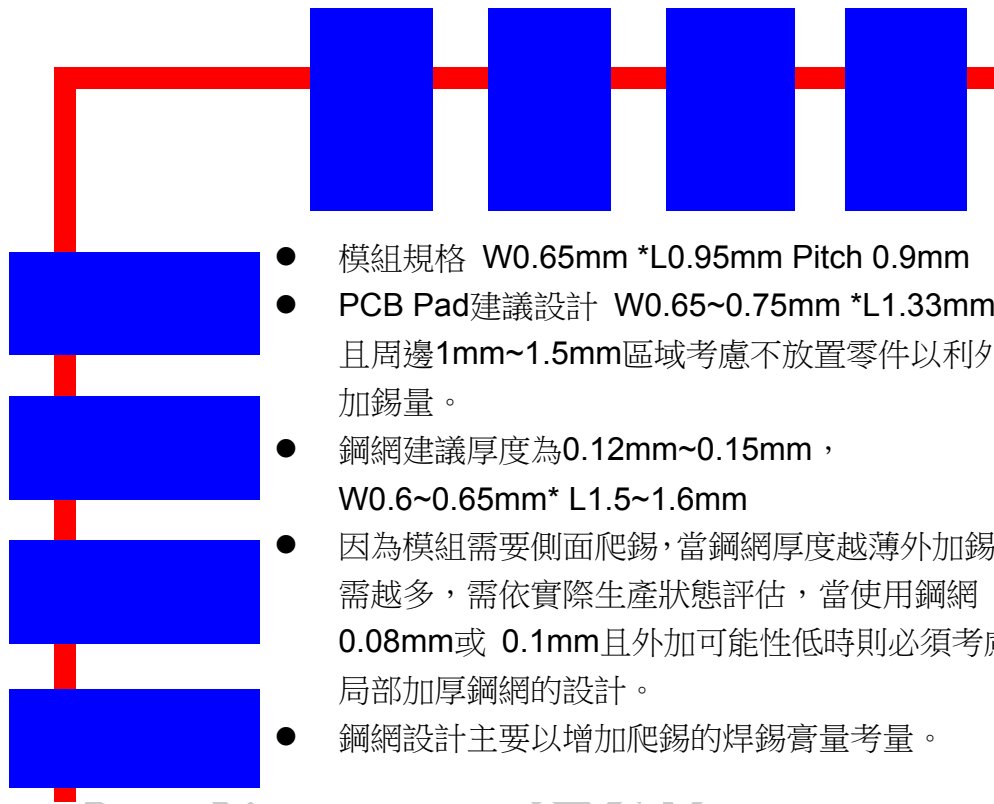 ● 模組規格 W0.65mm *L0.95mm Pitch 0.9mm
● PCB Pad建議設計 W0.65~0.75mm *L1.33mm
且周邊1mm~1.5mm區域考慮不放置零件以利外
加錫量。
● 鋼網建議厚度為0.12mm~0.15mm，
W0.6~0.65mm* L1.5~1.6mm
● 因為模組需要側面爬錫，當鋼網厚度越薄外加錫
需越多，需依實際生產狀態評估，當使用鋼網
0.08mm或 0.1mm且外加可能性低時則必須考慮
局部加厚鋼網的設計。
● 鋼網設計主要以增加爬錫的焊錫膏量考量。